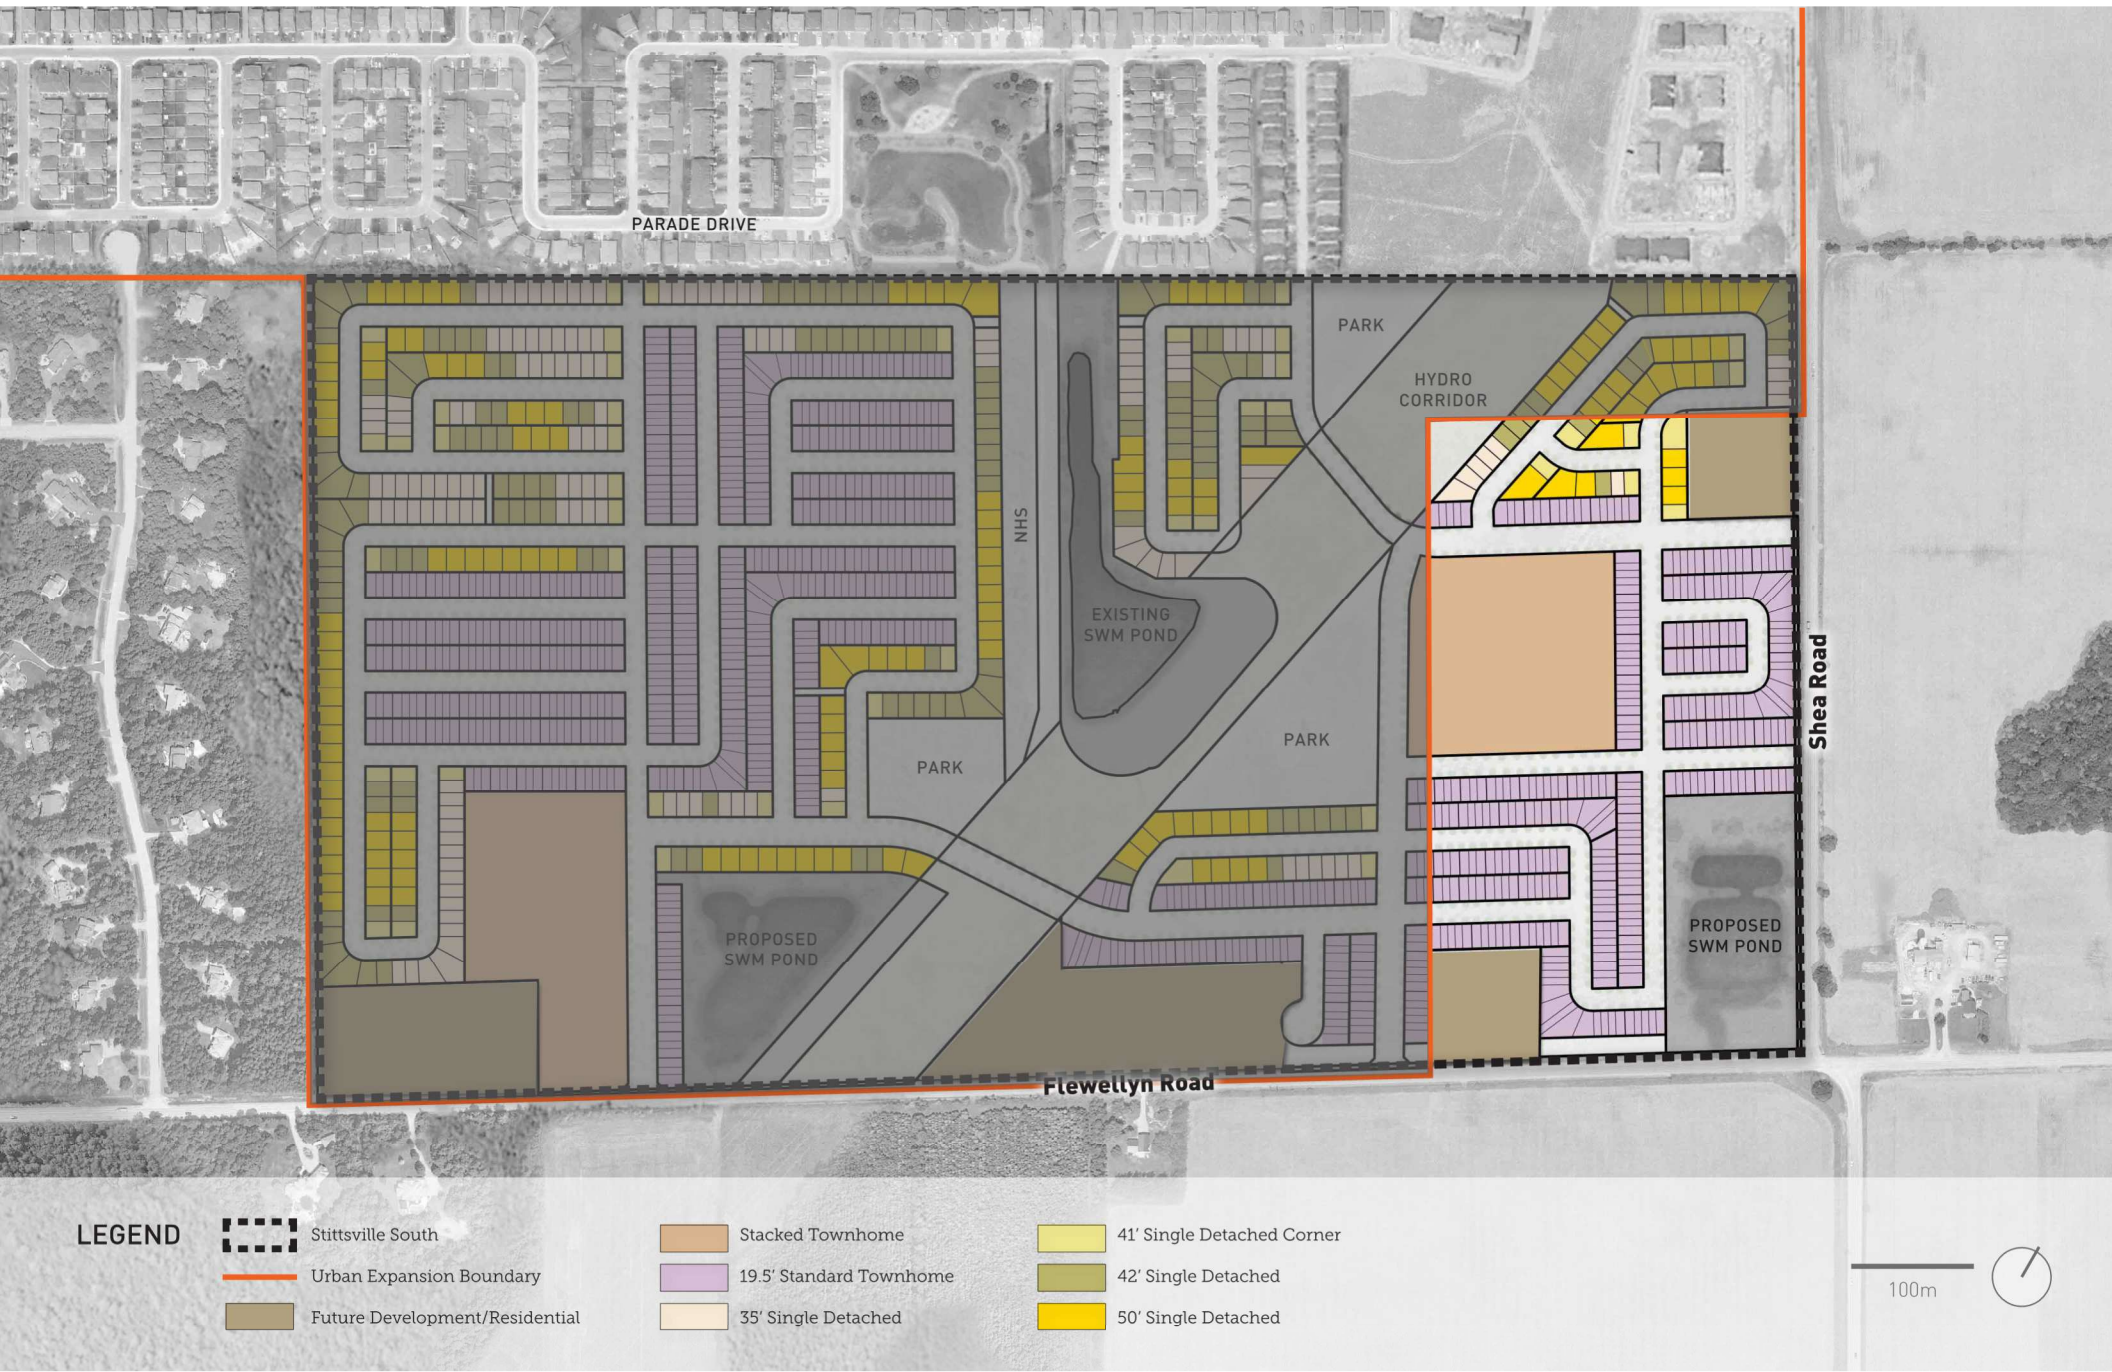 PARADE DRIVE
PARK
HYDRO
CORRIDOR
NHS
EXISTING
SWM POND
Shea Road
PARK
PARK
PROPOSED
SWM POND
PROPOSED
SWM POND
Flewellyn Road
LEGEND
Stittsville South
Urban Expansion Boundary
Future Development/Residential
Stacked Townhome
19.5’ Standard Townhome
35’ Single Detached
41’ Single Detached Corner
42’ Single Detached
50’ Single Detached
100m